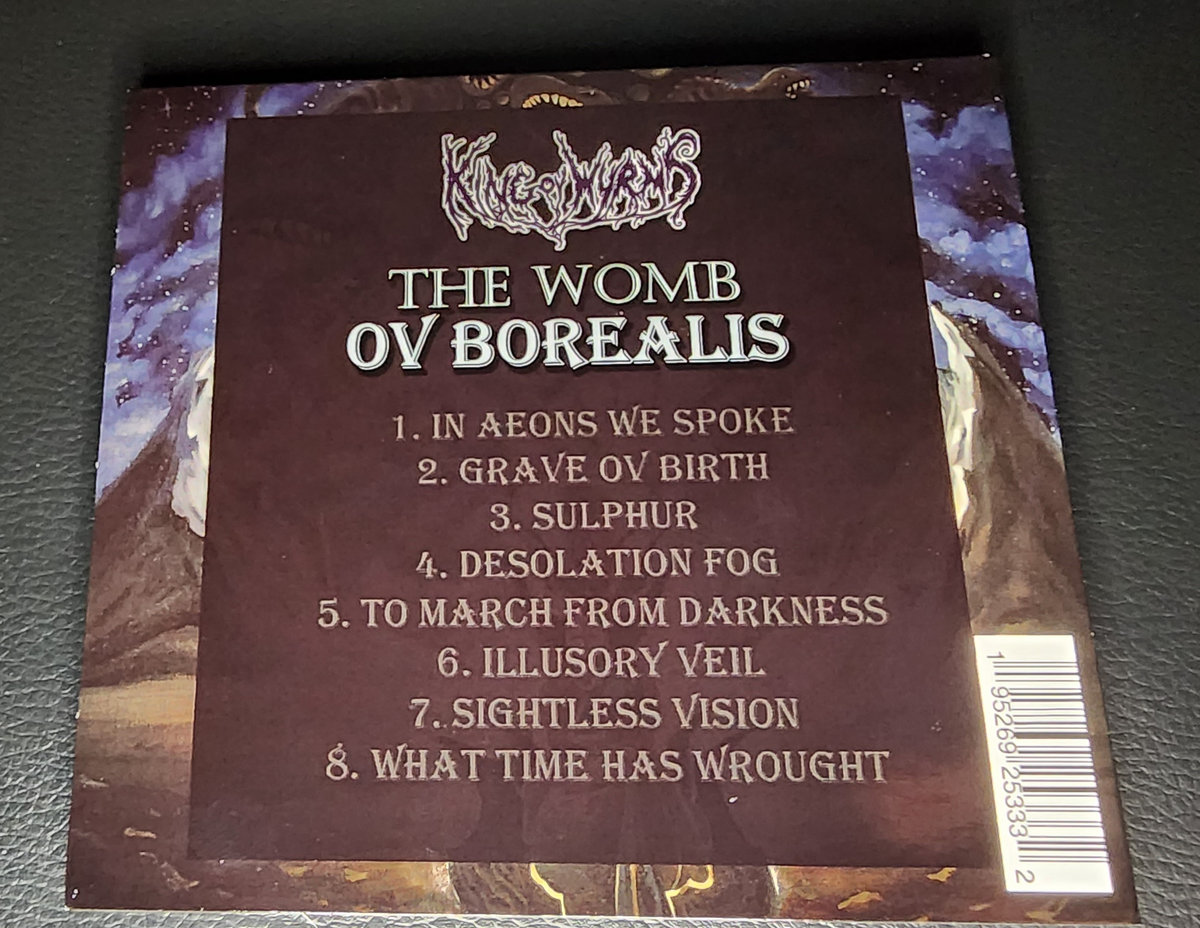 KING OV WYRMS
THE WOMB
OV BOREALIS
1. IN AEONS WE SPOKE
2. GRAVE OV BIRTH
3. SULPHUR
4. DESOLATION FOG
5. TO MARCH FROM DARKNESS
6. ILLUSORY VEIL
7. SIGHTLESS VISION
8. WHAT TIME HAS WROUGHT
1 95269 25333 2